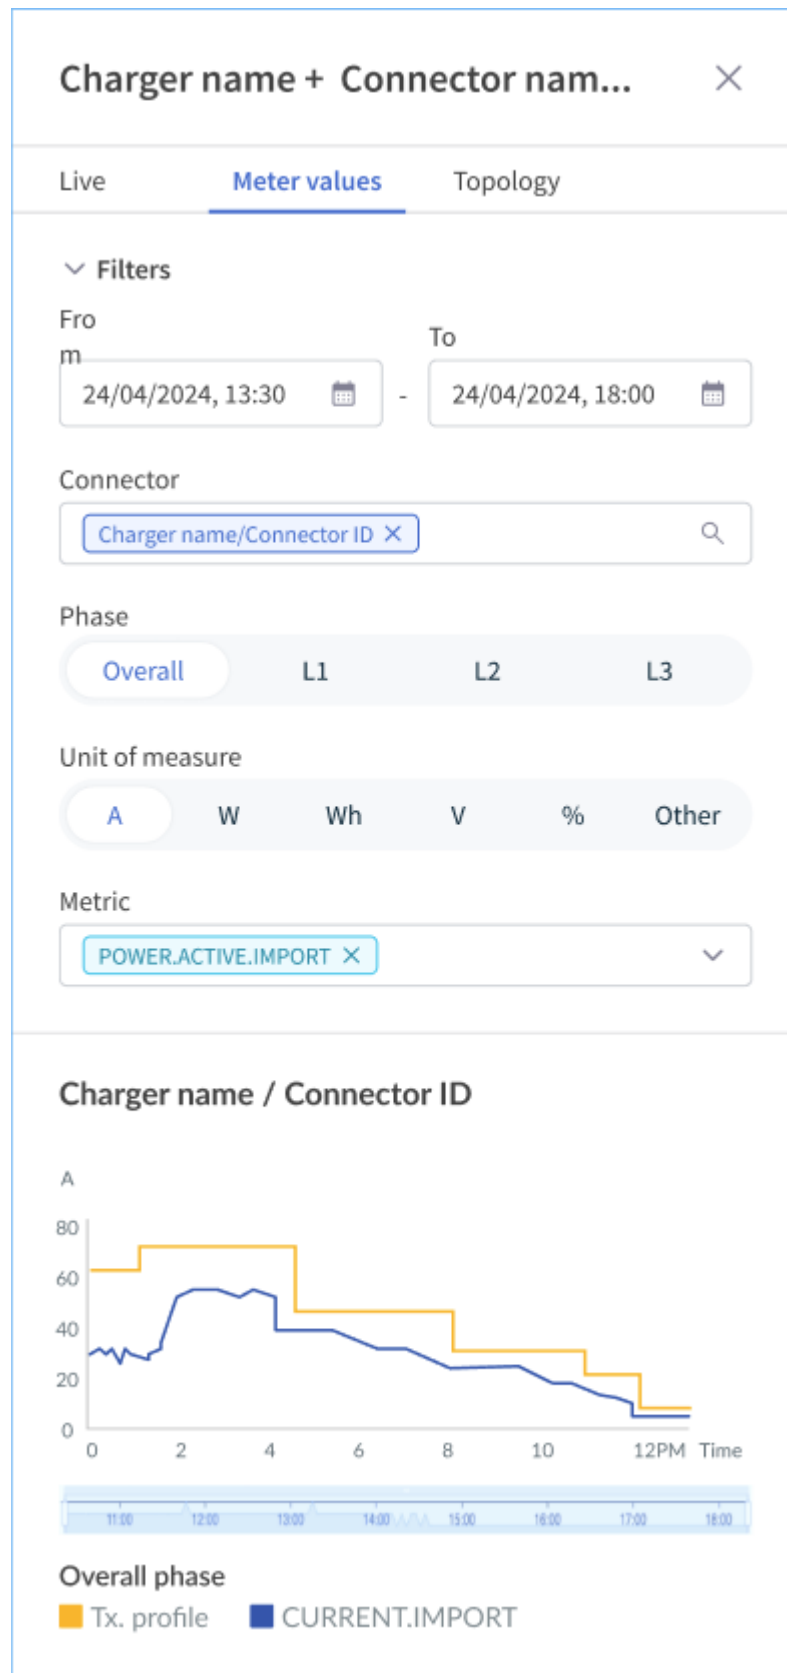 Charger name + Connector nam...
Live Meter values Topology
Filters
Fro
m
To
24/04/2024, 13:30 - 24/04/2024, 18:00
Connector
Charger name/Connector ID
Phase
Overall L1 L2 L3
Unit of measure
A W Wh V % Other
Metric
POWER.ACTIVE.IMPORT
Charger name / Connector ID
A
80
60
40
20
0
0 2 4 6 8 10 12PM Time
11:00 12:00 13:00 14:00 15:00 16:00 17:00 18:00
Overall phase
Tx. profile CURRENT.IMPORT